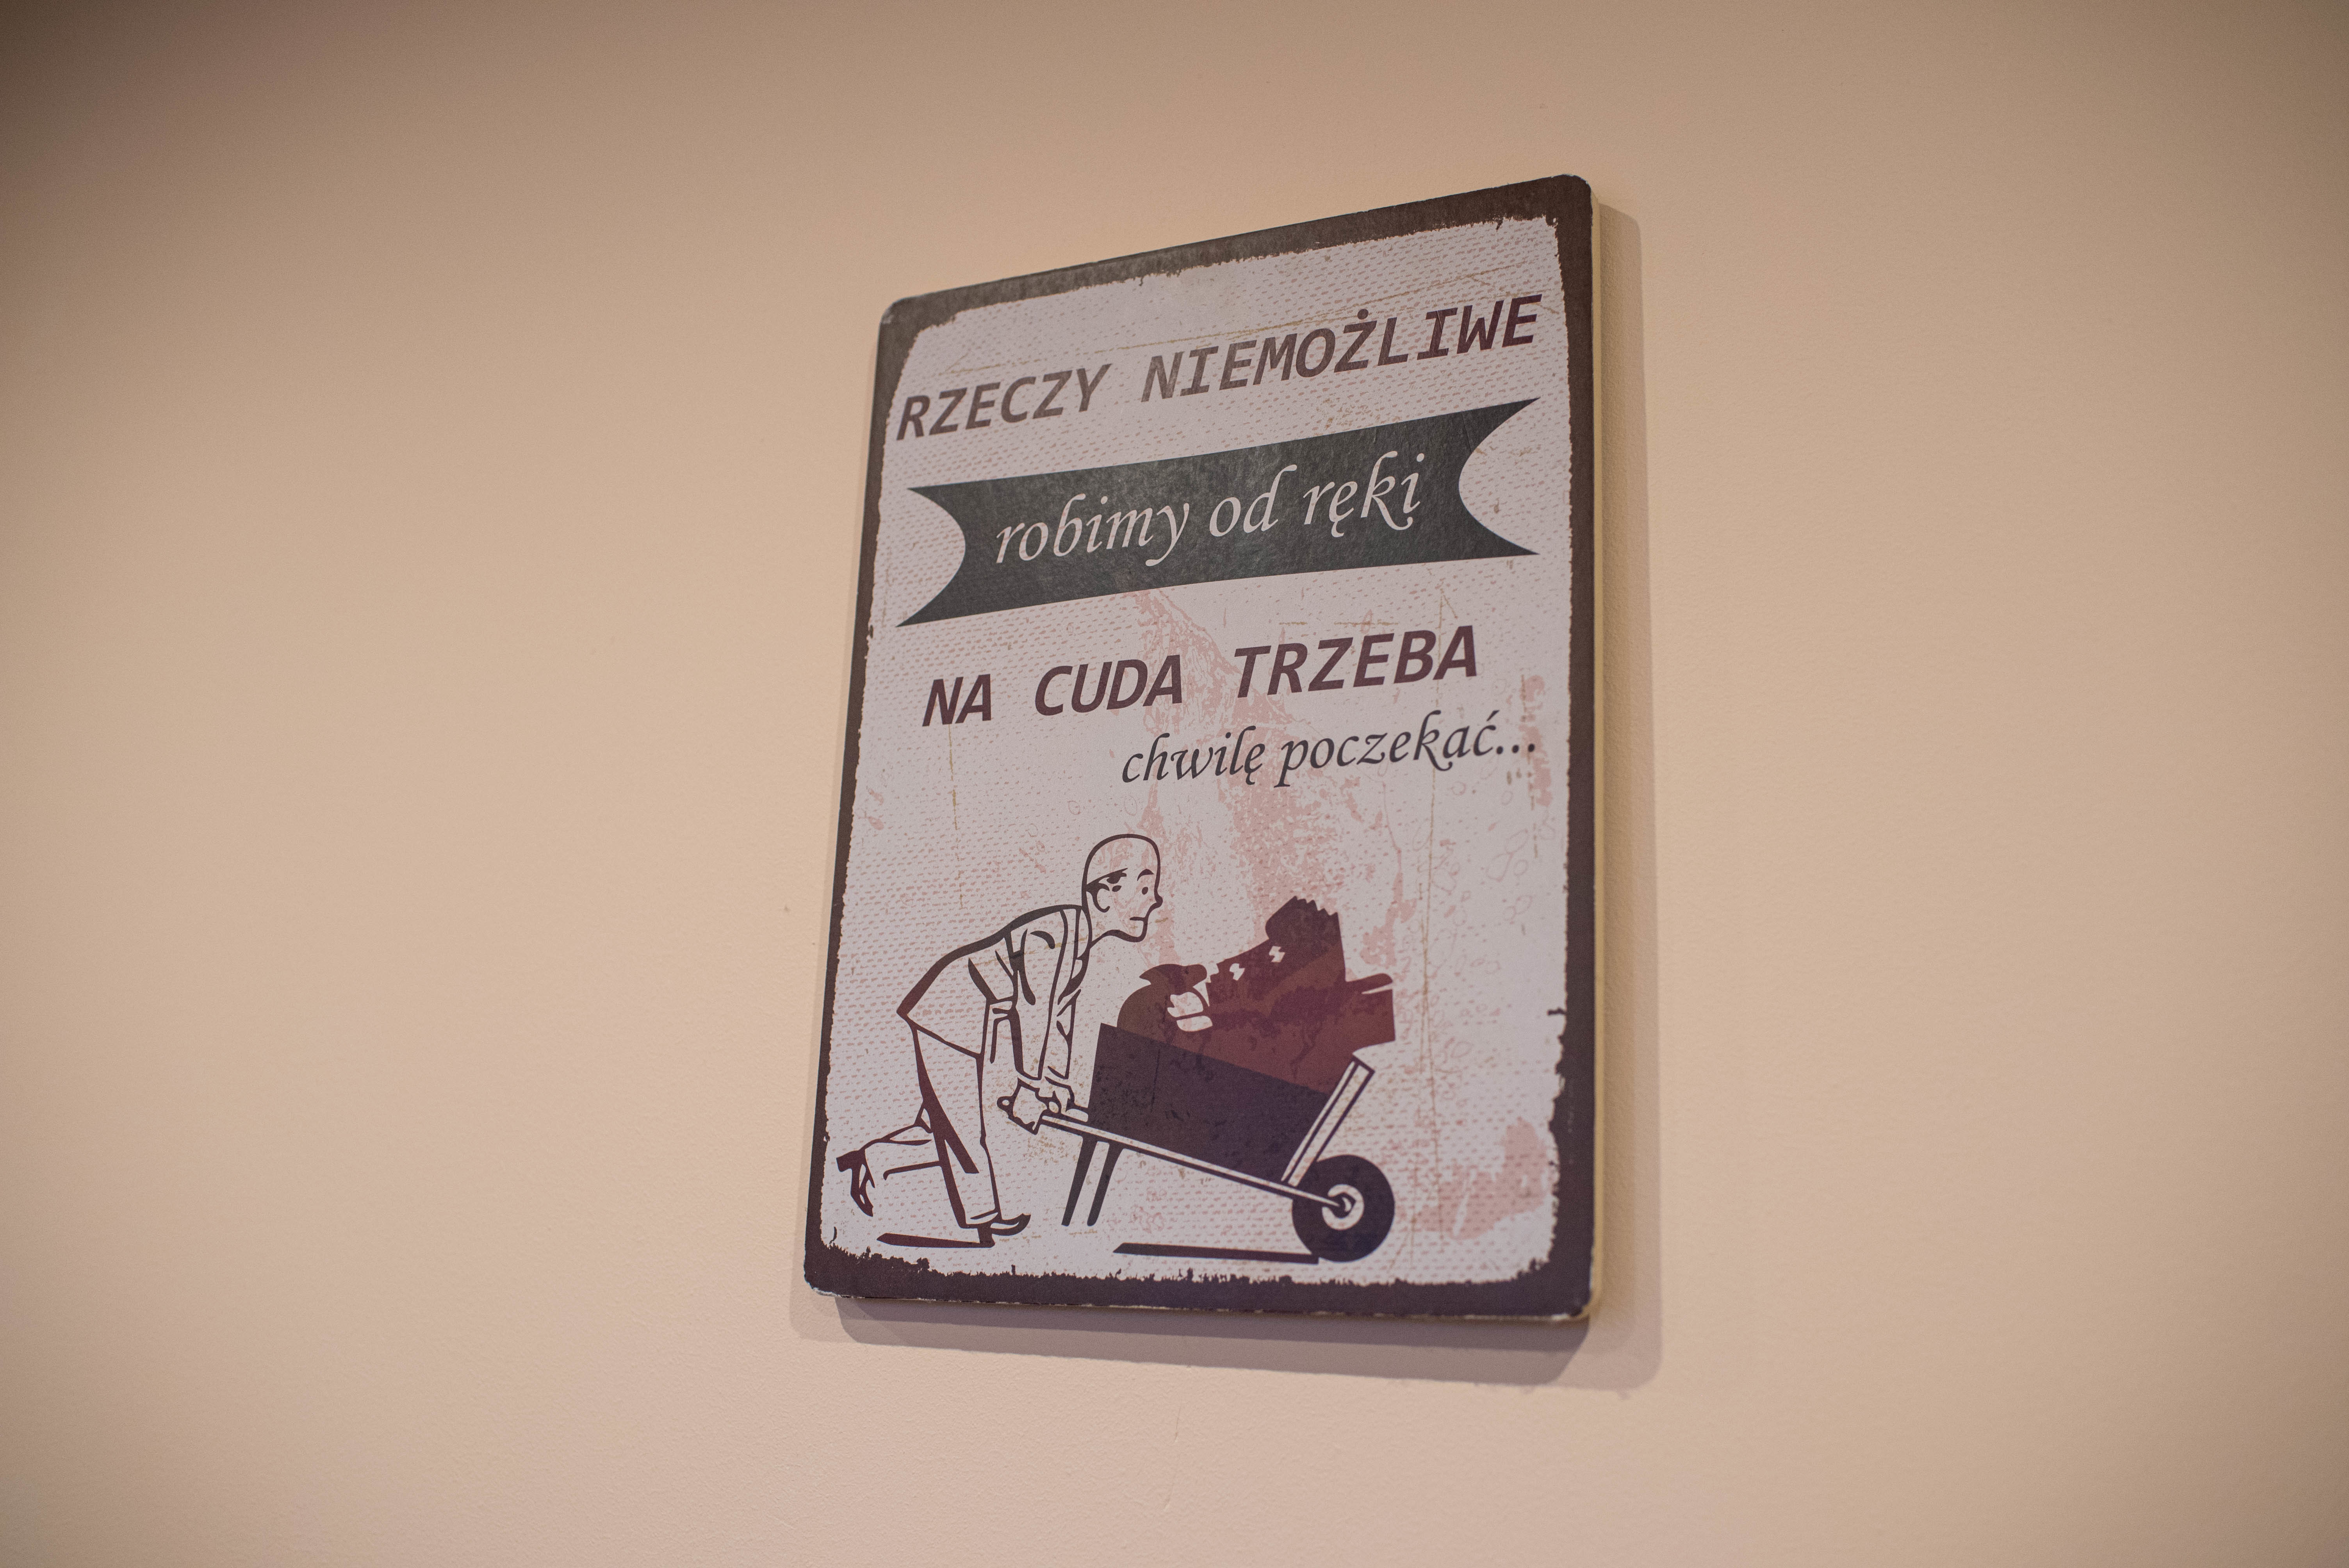 RZECZY NIEMOŻLIWE
robimy od ręki
NA CUDA TRZEBA
chwilę poczekać...